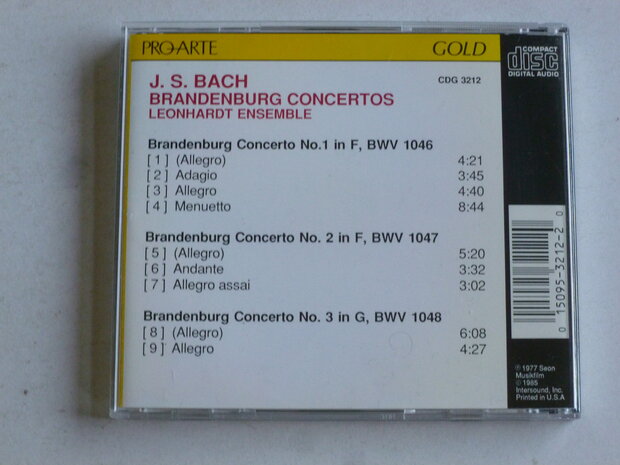 PRO-ARTE GOLD
COMPACT
disc
DIGITAL AUDIO
J. S. BACH CDG 3212
BRANDENBURG CONCERTOS
LEONHARDT ENSEMBLE
Brandenburg Concerto No.1 in F, BWV 1046
[ 1 ] (Allegro) 4:21
[ 2 ] Adagio 3:45
[ 3 ] Allegro 4:40
[ 4 ] Menuetto 8:44
Brandenburg Concerto No. 2 in F, BWV 1047
[ 5 ] (Allegro) 5:20
[ 6 ] Andante 3:32
[ 7 ] Allegro assai 3:02
Brandenburg Concerto No. 3 in G, BWV 1048
[ 8 ] (Allegro) 6:08
[ 9 ] Allegro 4:27
0 15095-3212-2 0
℗ 1977 Seon
Musikfilm
© 1985
Intersound, Inc.
Printed in U.S.A